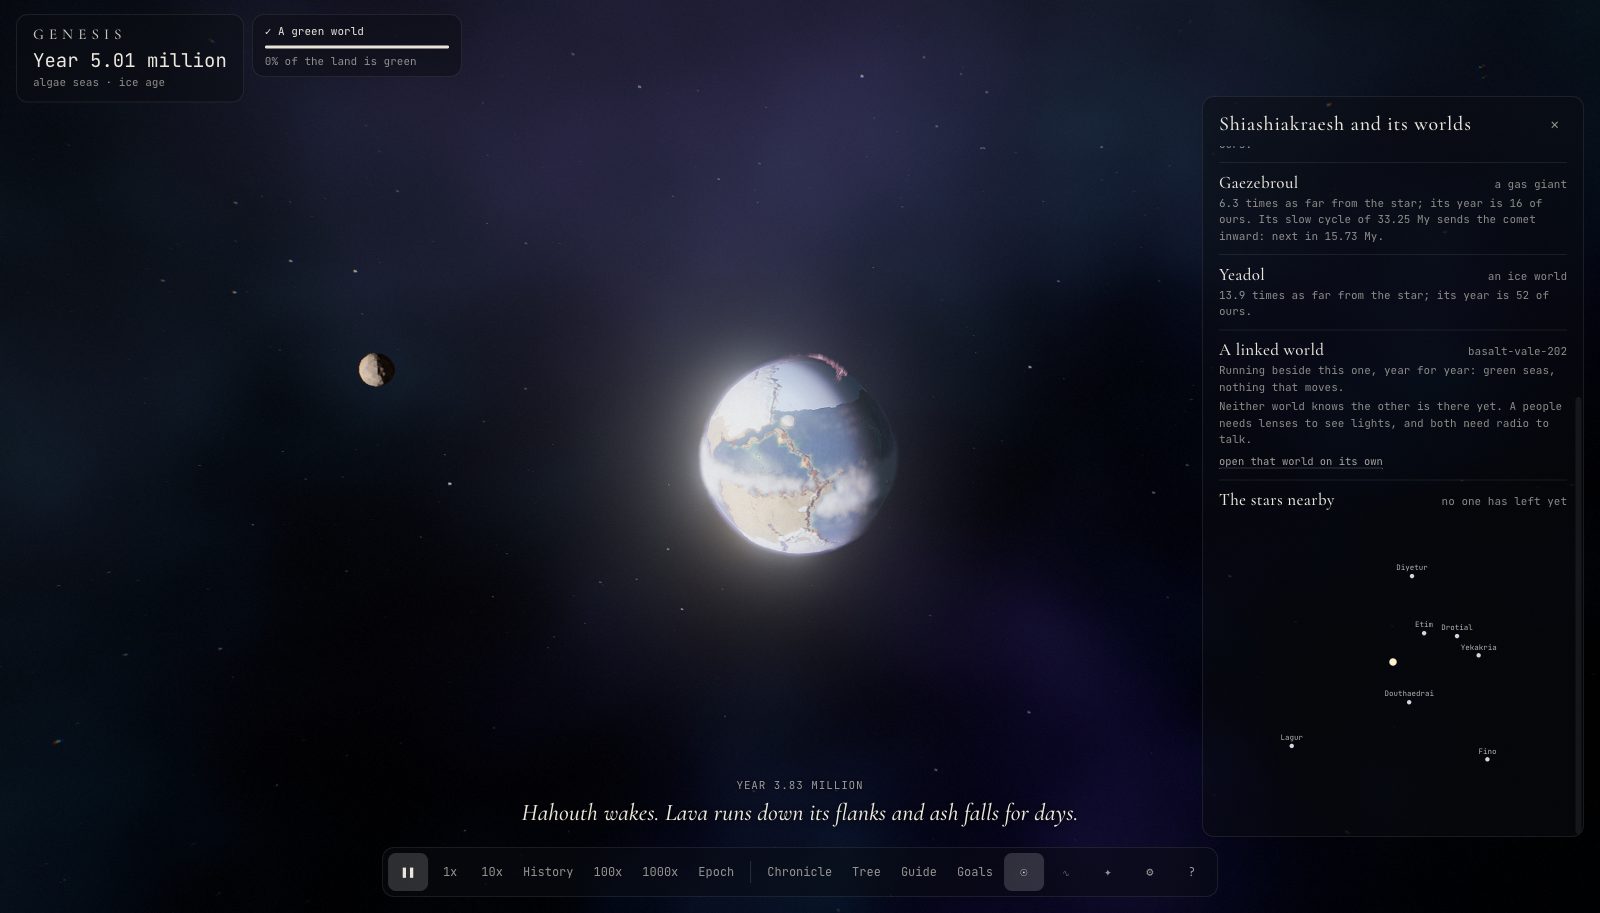 GENESIS
Year 5.01 million
algae seas · ice age
✓ A green world
0% of the land is green
Shiashiakraesh and its worlds
×
ours.
Gaezebroul
a gas giant
6.3 times as far from the star; its year is 16 of
ours. Its slow cycle of 33.25 My sends the comet
inward: next in 15.73 My.
Yeadol
an ice world
13.9 times as far from the star; its year is 52 of
ours.
A linked world
basalt-vale-202
Running beside this one, year for year: green seas,
nothing that moves.
Neither world knows the other is there yet. A people
needs lenses to see lights, and both need radio to
talk.
open that world on its own
The stars nearby
no one has left yet
Diyetur
Etim
Drotial
Yekakria
Douthaedrai
Lagur
Fino
YEAR 3.83 MILLION
Hahouth wakes. Lava runs down its flanks and ash falls for days.
1x
10x
History
100x
1000x
Epoch
Chronicle
Tree
Guide
Goals
?